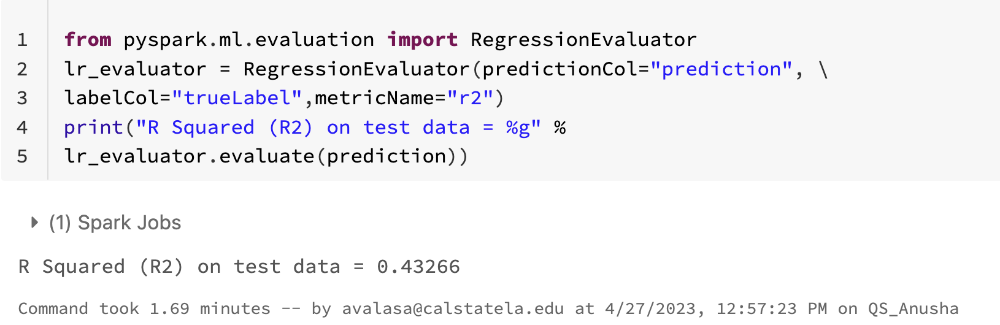 1 from pyspark.ml.evaluation import RegressionEvaluator
2 lr_evaluator = RegressionEvaluator(predictionCol="prediction", \
3 labelCol="trueLabel",metricName="r2")
4 print("R Squared (R2) on test data = %g" %
5 lr_evaluator.evaluate(prediction))
(1) Spark Jobs
R Squared (R2) on test data = 0.43266
Command took 1.69 minutes -- by avalasa@calstatela.edu at 4/27/2023, 12:57:23 PM on QS_Anusha